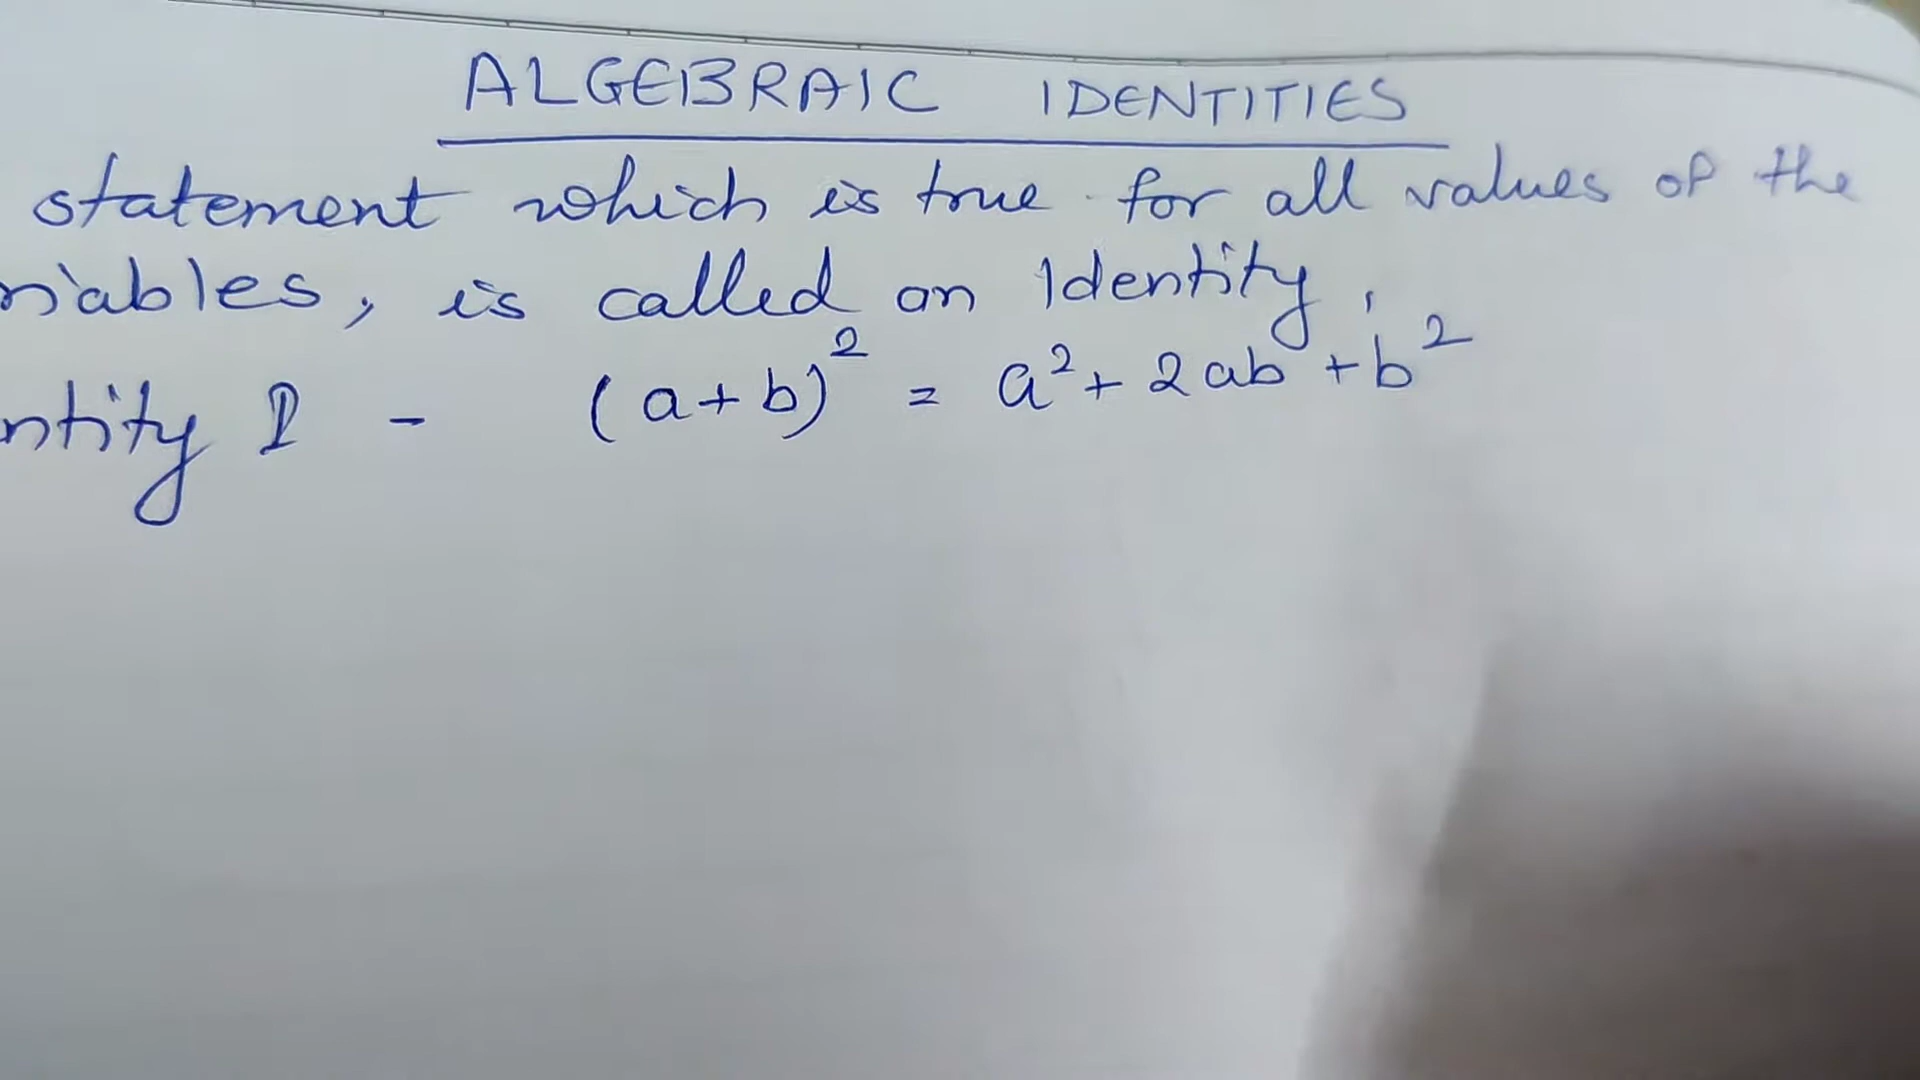 ALGEBRAIC IDENTITIES
statement which is true for all values of the
riables, is called an Identity.
ntity I - (a+b)² = a²+ 2ab +b²